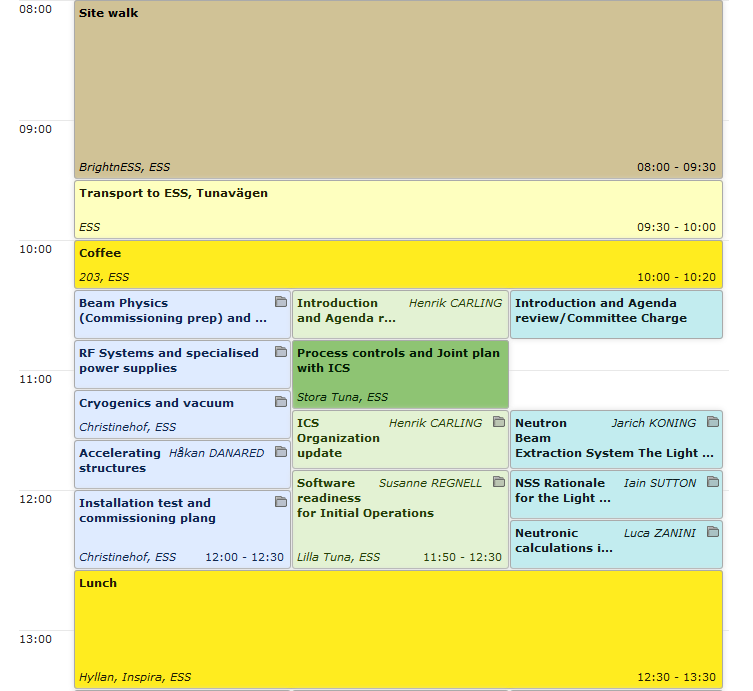 08:00
Site walk
BrightnESS, ESS 08:00 - 09:30
09:00
Transport to ESS, Tunavägen
ESS 09:30 - 10:00
10:00
Coffee
203, ESS 10:00 - 10:20
Beam Physics
(Commissioning prep) and ...
RF Systems and specialised
power supplies
11:00
Cryogenics and vacuum
Christinehof, ESS
Accelerating Håkan DANARED
structures
12:00
Installation test and
commissioning plang
Christinehof, ESS 12:00 - 12:30
Introduction Henrik CARLING
and Agenda r...
Process controls and Joint plan
with ICS
Stora Tuna, ESS
ICS Henrik CARLING
Organization
update
Software Susanne REGNELL
readiness
for Initial Operations
Lilla Tuna, ESS 11:50 - 12:30
Introduction and Agenda
review/Committee Charge
Neutron Jarich KONING
Beam
Extraction System The Light ...
NSS Rationale Iain SUTTON
for the Light ...
Neutronic Luca ZANINI
calculations i...
Lunch
13:00
Hyllan, Inspira, ESS 12:30 - 13:30